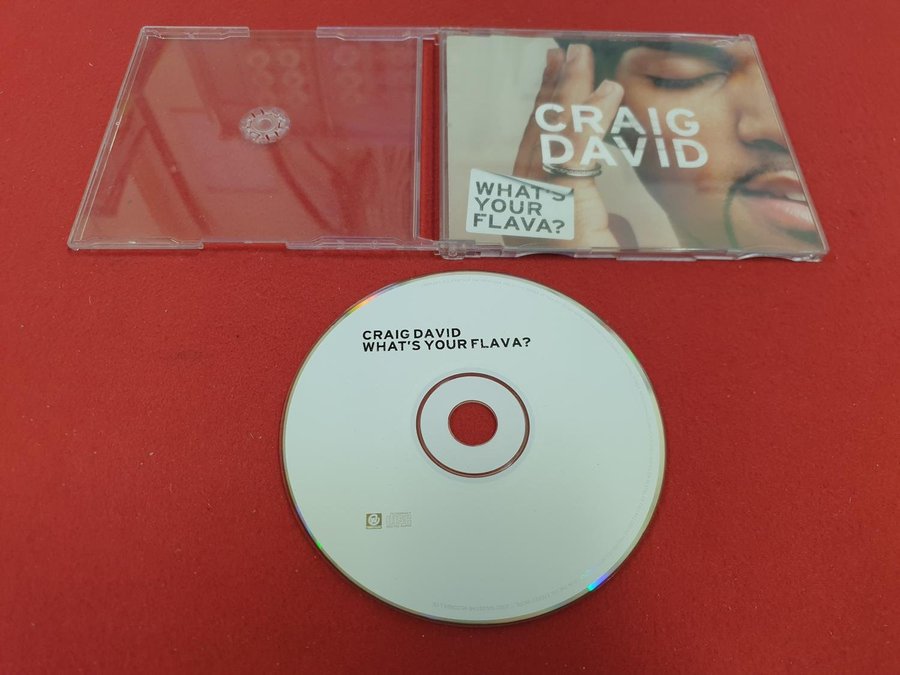 CRAIG
DAVID
WHAT'S
YOUR
FLAVA?
CRAIG DAVID
WHAT'S YOUR FLAVA?